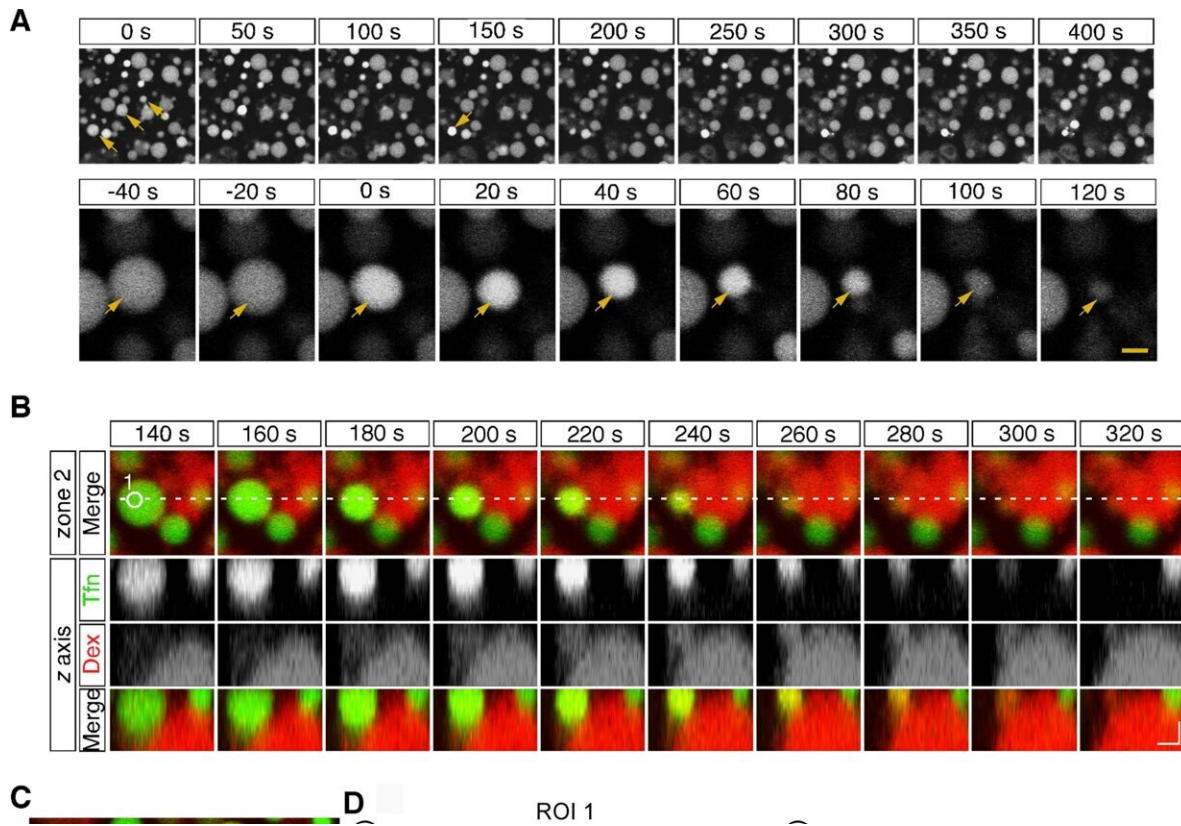 A
0 s 50 s 100 s 150 s 200 s 250 s 300 s 350 s 400 s
-40 s -20 s 0 s 20 s 40 s 60 s 80 s 100 s 120 s
B
140 s 160 s 180 s 200 s 220 s 240 s 260 s 280 s 300 s 320 s
zone 2
Merge
1
z axis
Tfn
Dex
Merge
C D
ROI 1